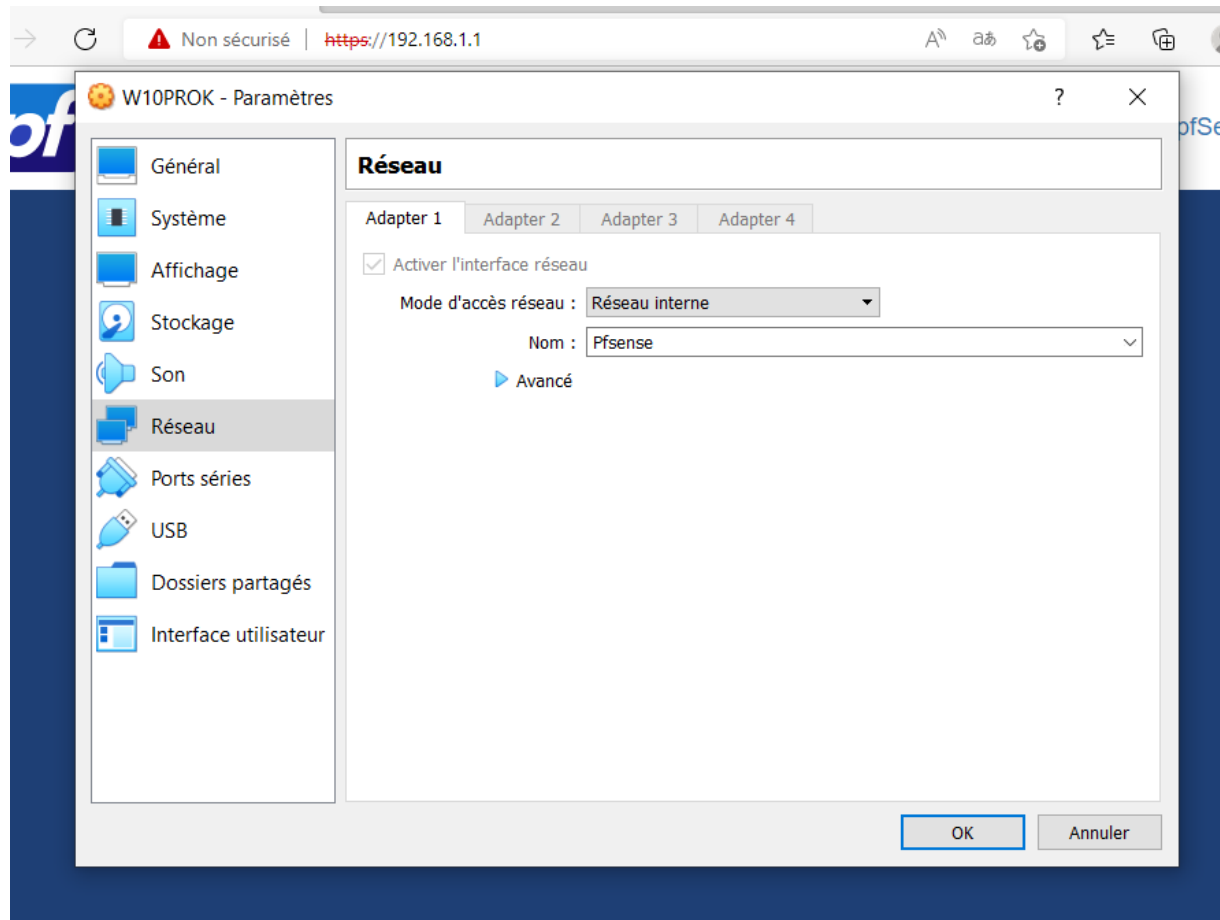 Non sécurisé | https://192.168.1.1
W10PROK - Paramètres
pf
pfSe
Général
Système
Affichage
Stockage
Son
Réseau
Ports séries
USB
Dossiers partagés
Interface utilisateur
Réseau
Adapter 1 Adapter 2 Adapter 3 Adapter 4
Activer l'interface réseau
Mode d'accès réseau : Réseau interne
Nom : Pfsense
Avancé
OK Annuler